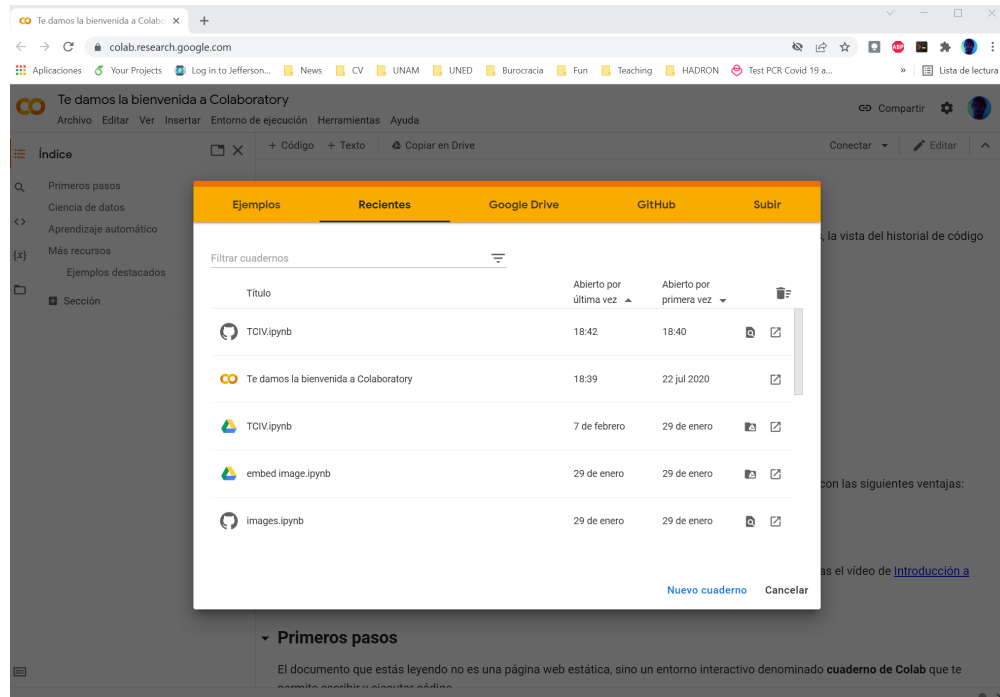 Te damos la bienvenida a Colabo
colab.research.google.com
ABP
Aplicaciones Your Projects Log in to Jefferson... News CV UNAM UNED Burocracia Fun Teaching HADRON Test PCR Covid 19 a... » Lista de lectura
Te damos la bienvenida a Colaboratory
Archivo Editar Ver Insertar Entorno de ejecución Herramientas Ayuda
Compartir
Índice
+ Código + Texto Copiar en Drive
Conectar Editar
Primeros pasos
Ciencia de datos
Aprendizaje automático
Más recursos
Ejemplos destacados
Sección
Ejemplos Recientes Google Drive GitHub Subir
, la vista del historial de código
Filtrar cuadernos
Título Abierto por última vez Abierto por primera vez
TCIV.ipynb 18:42 18:40
Te damos la bienvenida a Colaboratory 18:39 22 jul 2020
TCIV.ipynb 7 de febrero 29 de enero
embed image.ipynb 29 de enero 29 de enero
con las siguientes ventajas:
images.ipynb 29 de enero 29 de enero
as el vídeo de Introducción a
Nuevo cuaderno Cancelar
Primeros pasos
El documento que estás leyendo no es una página web estática, sino un entorno interactivo denominado cuaderno de Colab que te
permite escribir y ejecutar código